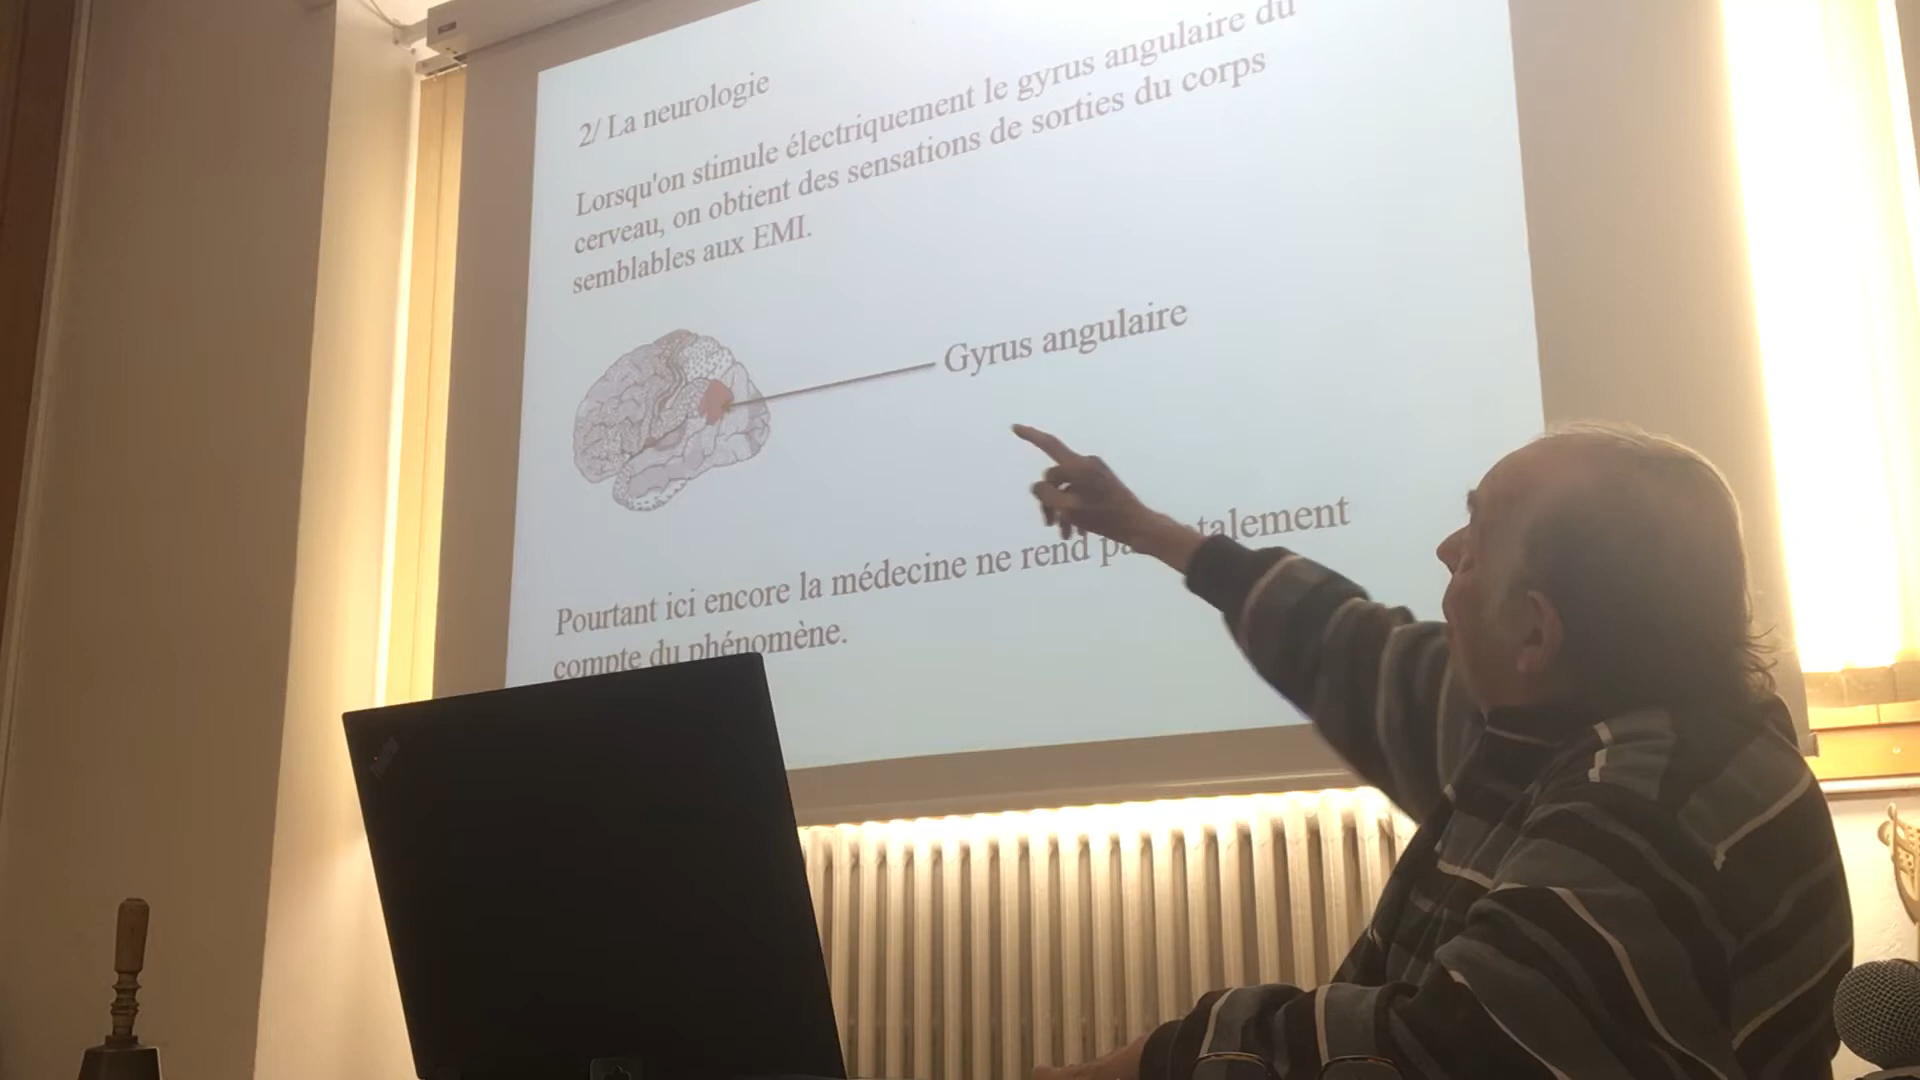 2/ La neurologie
Lorsqu'on stimule électriquement le gyrus angulaire du
cerveau, on obtient des sensations de sorties du corps
semblables aux EMI.
Gyrus angulaire
Pourtant ici encore la médecine ne rend talement
compte du phénomène.